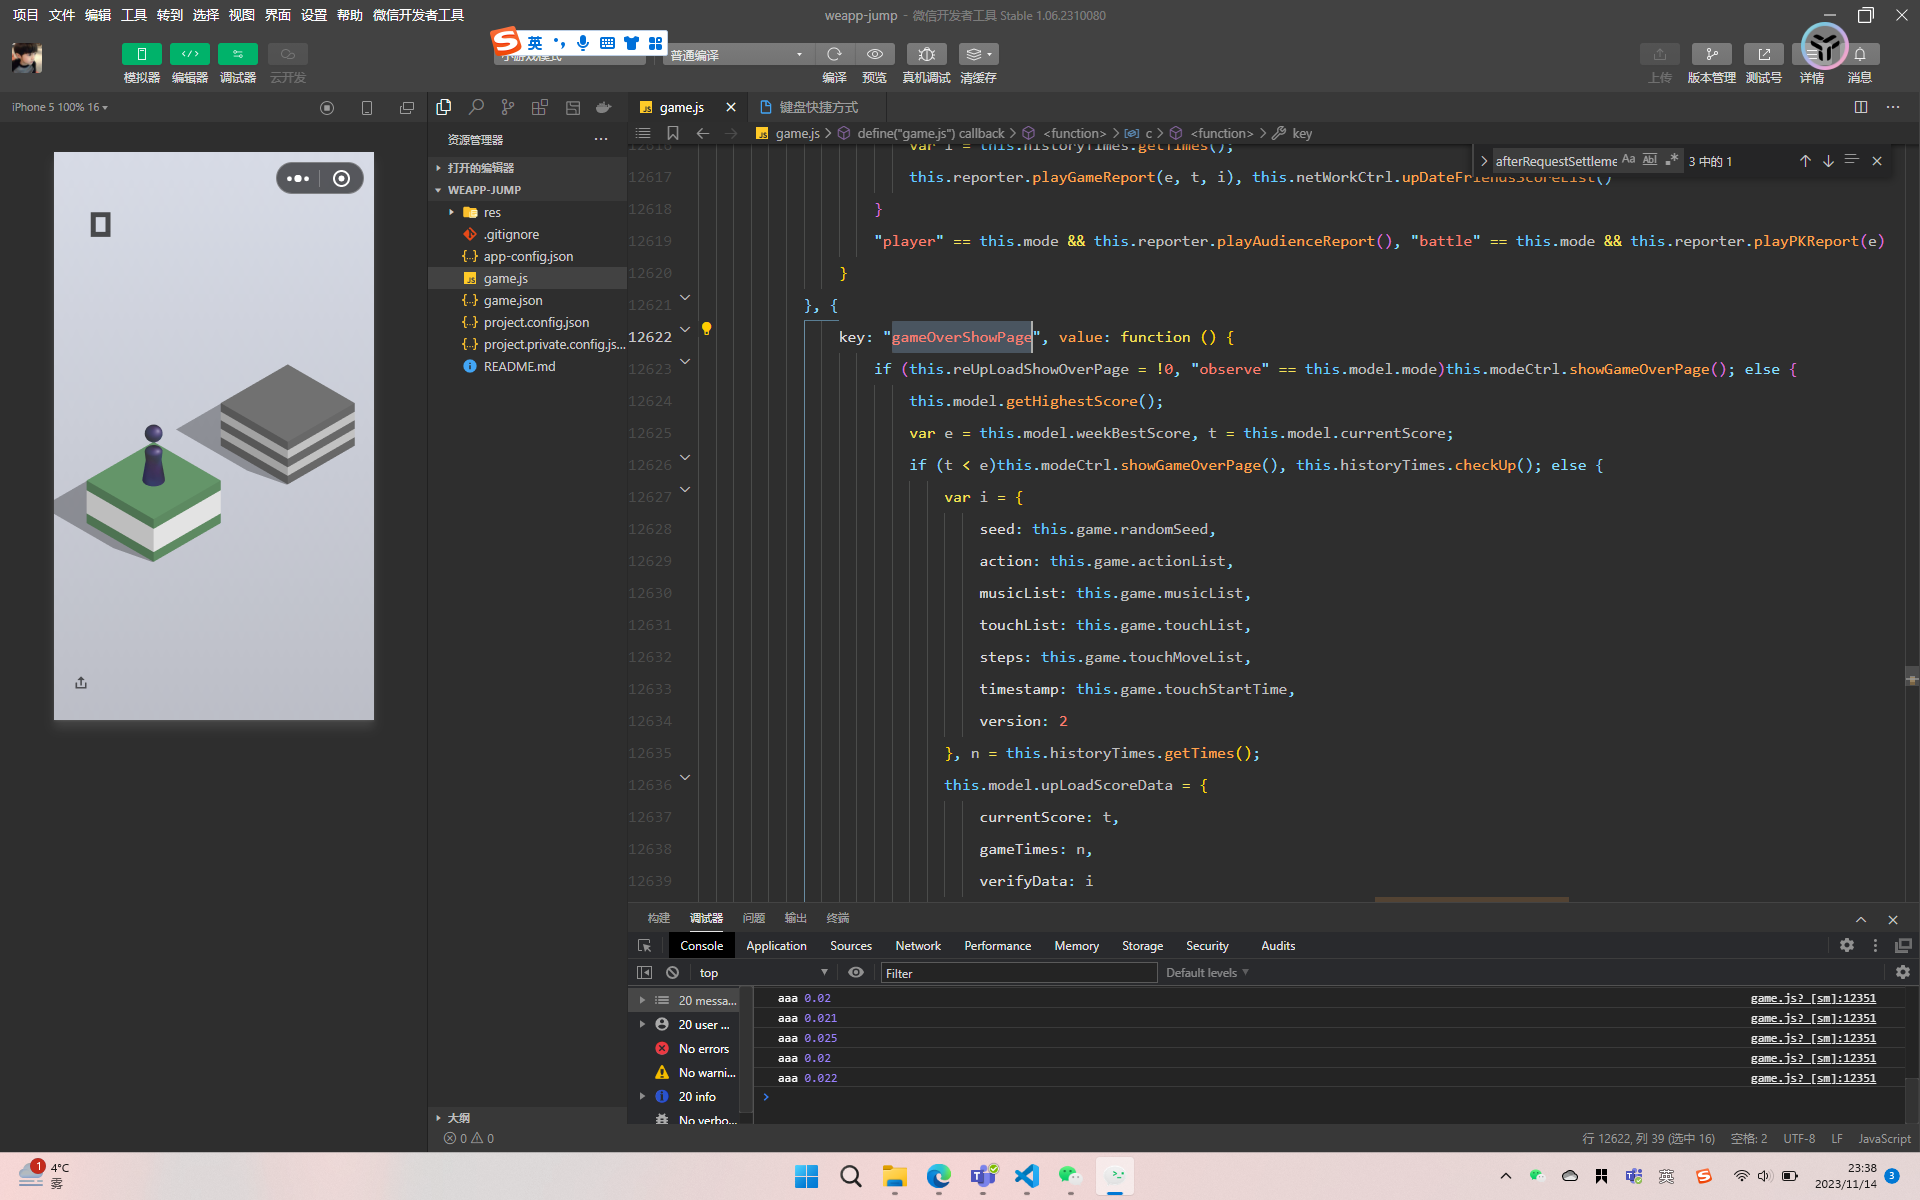 项目 文件 编辑 工具 转到 选择 视图 界面 设置 帮助 微信开发者工具
weapp-jump - 微信开发者工具 Stable 1.06.2310080
英
小游戏模式
普通编译
模拟器 编辑器 调试器 云开发
编译 预览 真机调试 清缓存
上传 版本管理 测试号 详情 消息
iPhone 5 100% 16
资源管理器
打开的编辑器
WEAPP-JUMP
res
.gitignore
app-config.json
game.js
game.json
project.config.json
project.private.config.js...
README.md
大纲
0 0
game.js
键盘快捷方式
game.js > define("game.js") callback > <function> > c > <function> > key
afterRequestSettleme
3 中的 1
12616 var i = this.historyTimes.getTimes();
12617 this.reporter.playGameReport(e, t, i), this.netWorkCtrl.upDateFriendsScoreList()
12618 }
12619 "player" == this.mode && this.reporter.playAudienceReport(), "battle" == this.mode && this.reporter.playPKReport(e)
12620 }
12621 }, {
12622 key: "gameOverShowPage", value: function () {
12623 if (this.reUpLoadShowOverPage = !0, "observe" == this.model.mode)this.modeCtrl.showGameOverPage(); else {
12624 this.model.getHighestScore();
12625 var e = this.model.weekBestScore, t = this.model.currentScore;
12626 if (t < e)this.modeCtrl.showGameOverPage(), this.historyTimes.checkUp(); else {
12627 var i = {
12628 seed: this.game.randomSeed,
12629 action: this.game.actionList,
12630 musicList: this.game.musicList,
12631 touchList: this.game.touchList,
12632 steps: this.game.touchMoveList,
12633 timestamp: this.game.touchStartTime,
12634 version: 2
12635 }, n = this.historyTimes.getTimes();
12636 this.model.upLoadScoreData = {
12637 currentScore: t,
12638 gameTimes: n,
12639 verifyData: i
构建 调试器 问题 输出 终端
Console Application Sources Network Performance Memory Storage Security Audits
top
Filter
Default levels
20 messa...
20 user ...
No errors
No warni...
20 info
No verbo...
aaa 0.02 game.js? [sm]:12351
aaa 0.021 game.js? [sm]:12351
aaa 0.025 game.js? [sm]:12351
aaa 0.02 game.js? [sm]:12351
aaa 0.022 game.js? [sm]:12351
行 12622, 列 39 (选中 16) 空格: 2 UTF-8 LF JavaScript
1
4°C
雾
英
23:38
2023/11/14
3